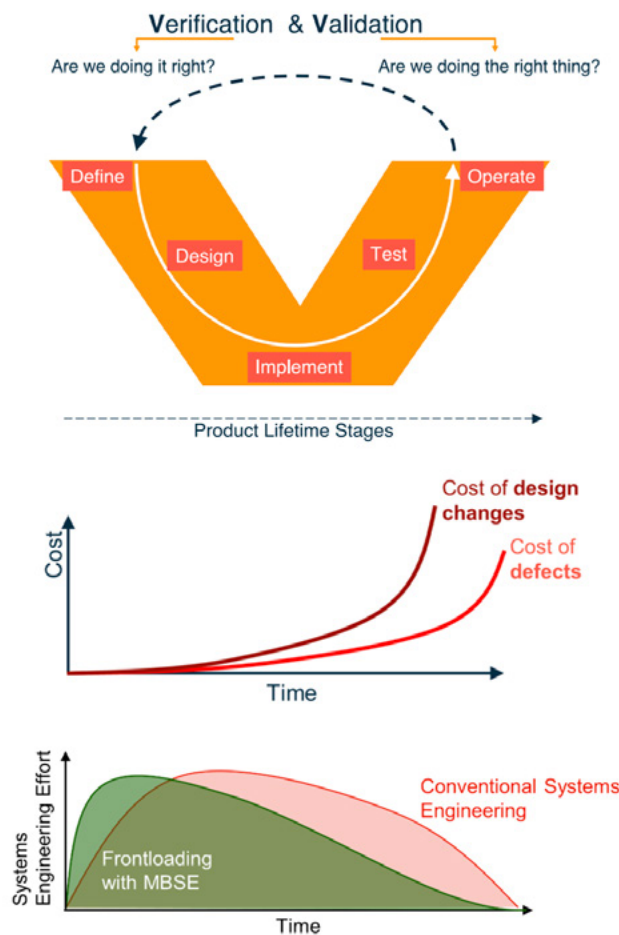 Verification & Validation
Are we doing it right?
Are we doing the right thing?
Define
Operate
Design
Test
Implement
Product Lifetime Stages
Cost of design
changes
Cost of
defects
Cost
Time
Systems
Engineering Effort
Conventional Systems
Engineering
Frontloading
with MBSE
Time